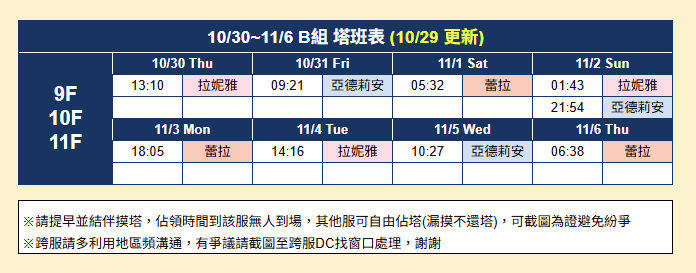 10/30~11/6 B組 塔班表 (10/29 更新)
9F
10F
11F
10/30 Thu 10/31 Fri 11/1 Sat 11/2 Sun
13:10 拉妮雅 09:21 亞德莉安 05:32 蕾拉 01:43 拉妮雅
21:54 亞德莉安
11/3 Mon 11/4 Tue 11/5 Wed 11/6 Thu
18:05 蕾拉 14:16 拉妮雅 10:27 亞德莉安 06:38 蕾拉
※請提早並結伴摸塔，佔領時間到該服無人到場，其他服可自由佔塔(漏摸不還塔)，可截圖為證避免紛爭
※跨服請多利用地區頻溝通，有爭議請截圖至跨服DC找窗口處理，謝謝